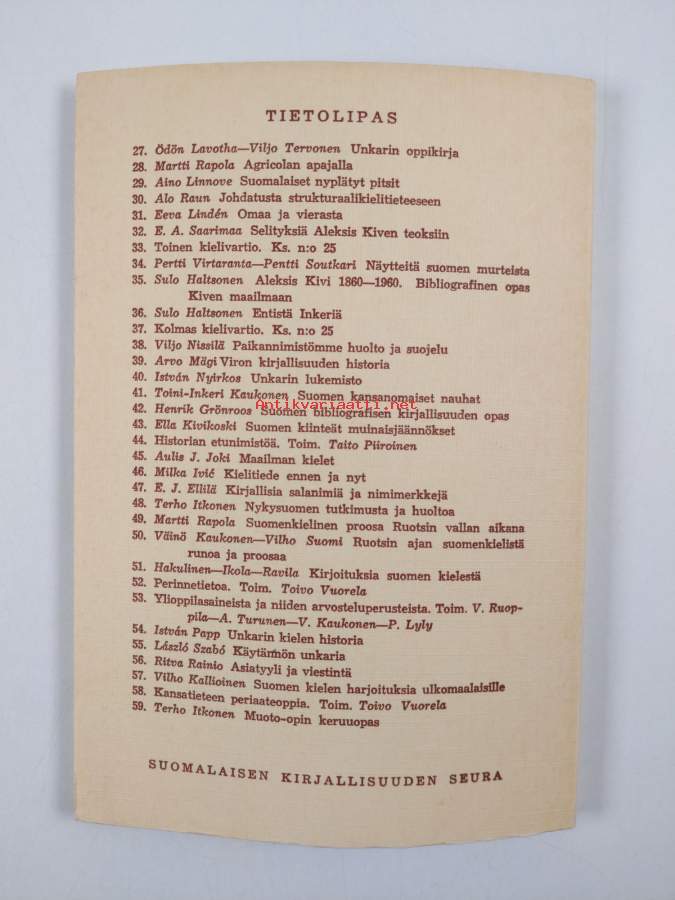 TIETOLIPAS
27. Ödön Lavotha—Viljo Tervonen Unkarin oppikirja
28. Martti Rapola Agricolan apajalla
29. Aino Linnove Suomalaiset nyplätyt pitsit
30. Alo Raun Johdatusta strukturaalikielitieteeseen
31. Eeva Lindén Omaa ja vierasta
32. E. A. Saarimaa Selityksiä Aleksis Kiven teoksiin
33. Toinen kielivartio. Ks. n:o 25
34. Pertti Virtaranta—Pentti Soutkari Näytteitä suomen murteista
35. Sulo Haltsonen Aleksis Kivi 1860—1960. Bibliografinen opas
Kiven maailmaan
36. Sulo Haltsonen Entistä Inkeriä
37. Kolmas kielivartio. Ks. n:o 25
38. Viljo Nissilä Paikannimistömme huolto ja suojelu
39. Arvo Mägi Viron kirjallisuuden historia
40. István Nyirkos Unkarin lukemisto
41. Toini-Inkeri Kaukonen Suomen kansanomaiset nauhat
Antikvariaatti.net
42. Henrik Grönroos Suomen bibliografisen kirjallisuuden opas
43. Ella Kivikoski Suomen kiinteät muinaisjäännökset
44. Historian etunimistöä. Toim. Taito Piiroinen
45. Aulis J. Joki Maailman kielet
46. Milka Ivić Kielitiede ennen ja nyt
47. E. J. Ellilä Kirjallisia salanimiä ja nimimerkkejä
48. Terho Itkonen Nykysuomen tutkimusta ja huoltoa
49. Martti Rapola Suomenkielinen proosa Ruotsin vallan aikana
50. Väinö Kaukonen—Vilho Suomi Ruotsin ajan suomenkielistä
runoa ja proosaa
51. Hakulinen—Ikola—Ravila Kirjoituksia suomen kielestä
52. Perinnetietoa. Toim. Toivo Vuorela
53. Ylioppilasaineista ja niiden arvosteluperusteista. Toim. V. Ruop-
pila—A. Turunen—V. Kaukonen—P. Lyly
54. István Papp Unkarin kielen historia
55. László Szabó Käytännön unkaria
56. Ritva Rainio Asiatyyli ja viestintä
57. Vilho Kallioinen Suomen kielen harjoituksia ulkomaalaisille
58. Kansatieteen periaateoppia. Toim. Toivo Vuorela
59. Terho Itkonen Muoto-opin keruuopas
SUOMALAISEN KIRJALLISUUDEN SEURA